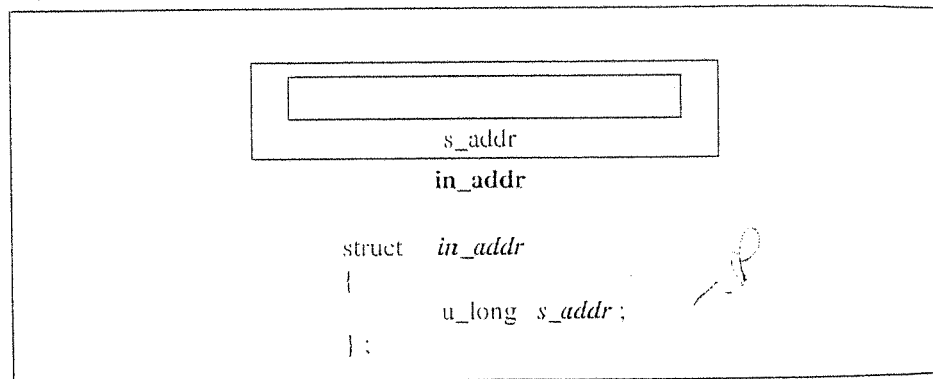 s_addr
in_addr
struct in_addr
{
u_long s_addr ;
} ;